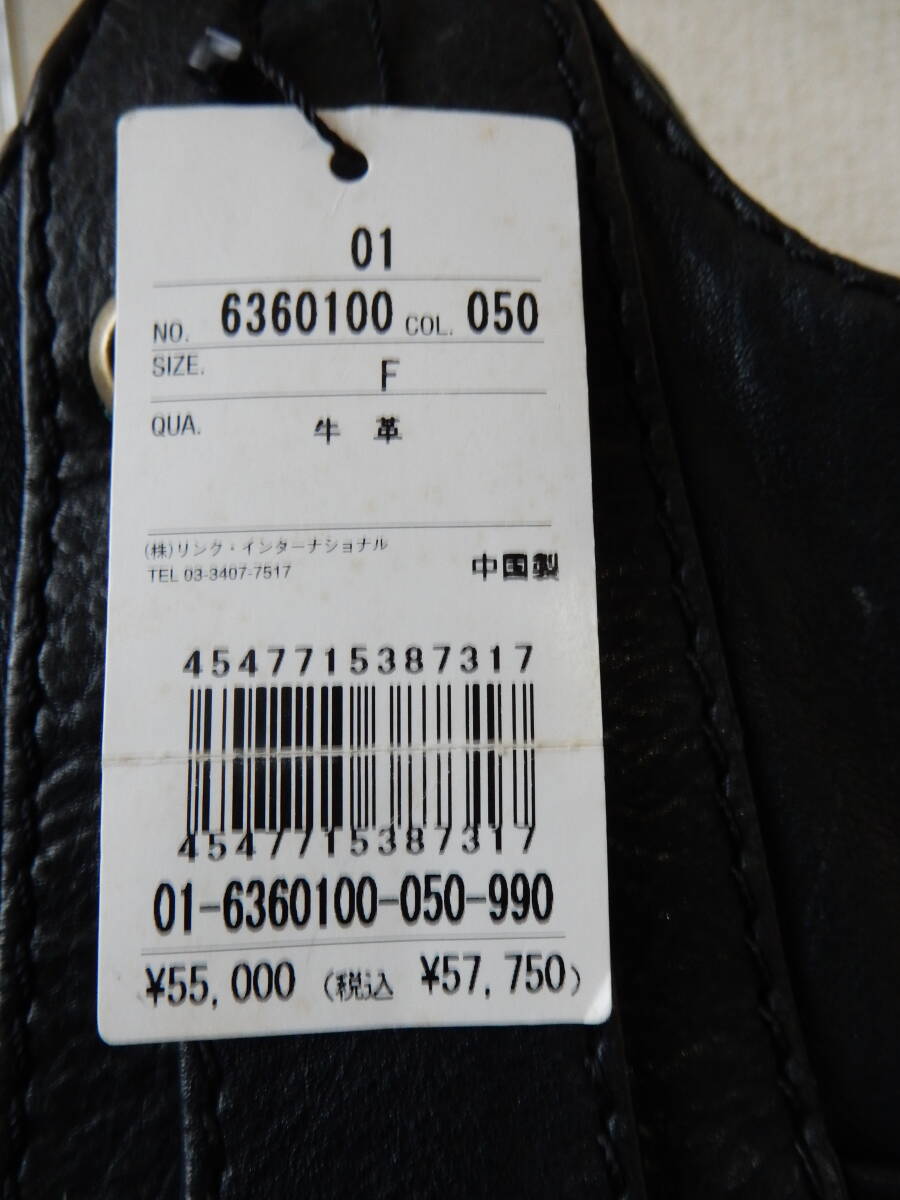 01
NO. 6360100 COL. 050
SIZE. F
QUA. 牛 革
(株)リンク・インターナショナル
TEL 03-3407-7517 中国製
4547715387317
4547715387317
01-6360100-050-990
¥55,000 (税込 ¥57,750)